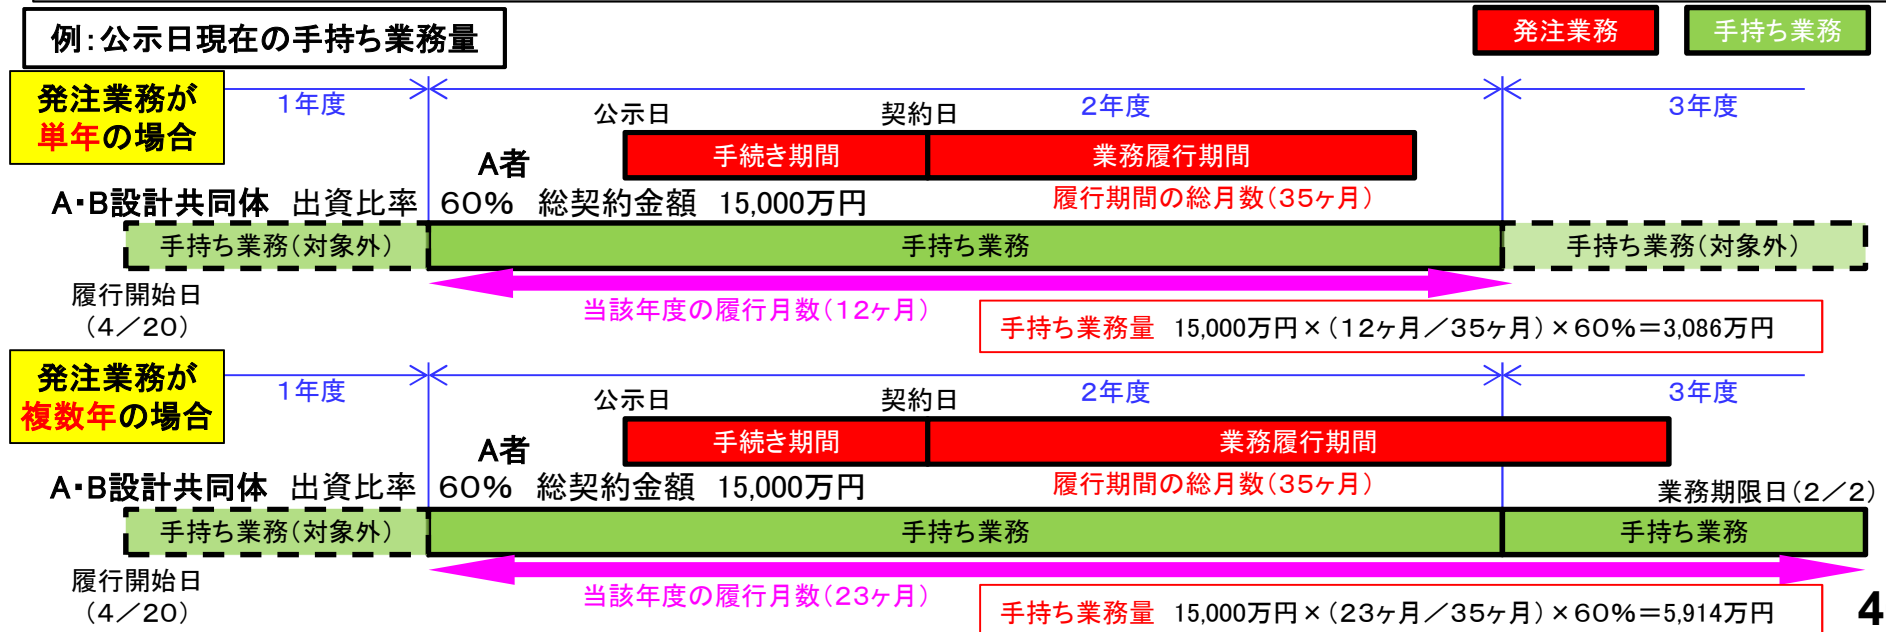 例：公示日現在の手持ち業務量
発注業務
手持ち業務
発注業務が
単年の場合
1年度
2年度
3年度
公示日
契約日
A者
手続き期間
業務履行期間
A・B設計共同体 出資比率 60% 総契約金額 15,000万円
履行期間の総月数(35ヶ月)
手持ち業務(対象外)
手持ち業務
手持ち業務(対象外)
履行開始日
(4／20)
当該年度の履行月数(12ヶ月)
手持ち業務量 15,000万円×(12ヶ月／35ヶ月)×60%＝3,086万円
発注業務が
複数年の場合
1年度
2年度
3年度
公示日
契約日
A者
手続き期間
業務履行期間
A・B設計共同体 出資比率 60% 総契約金額 15,000万円
履行期間の総月数(35ヶ月)
業務期限日(2／2)
手持ち業務(対象外)
手持ち業務
手持ち業務
履行開始日
(4／20)
当該年度の履行月数(23ヶ月)
手持ち業務量 15,000万円×(23ヶ月／35ヶ月)×60%＝5,914万円
4